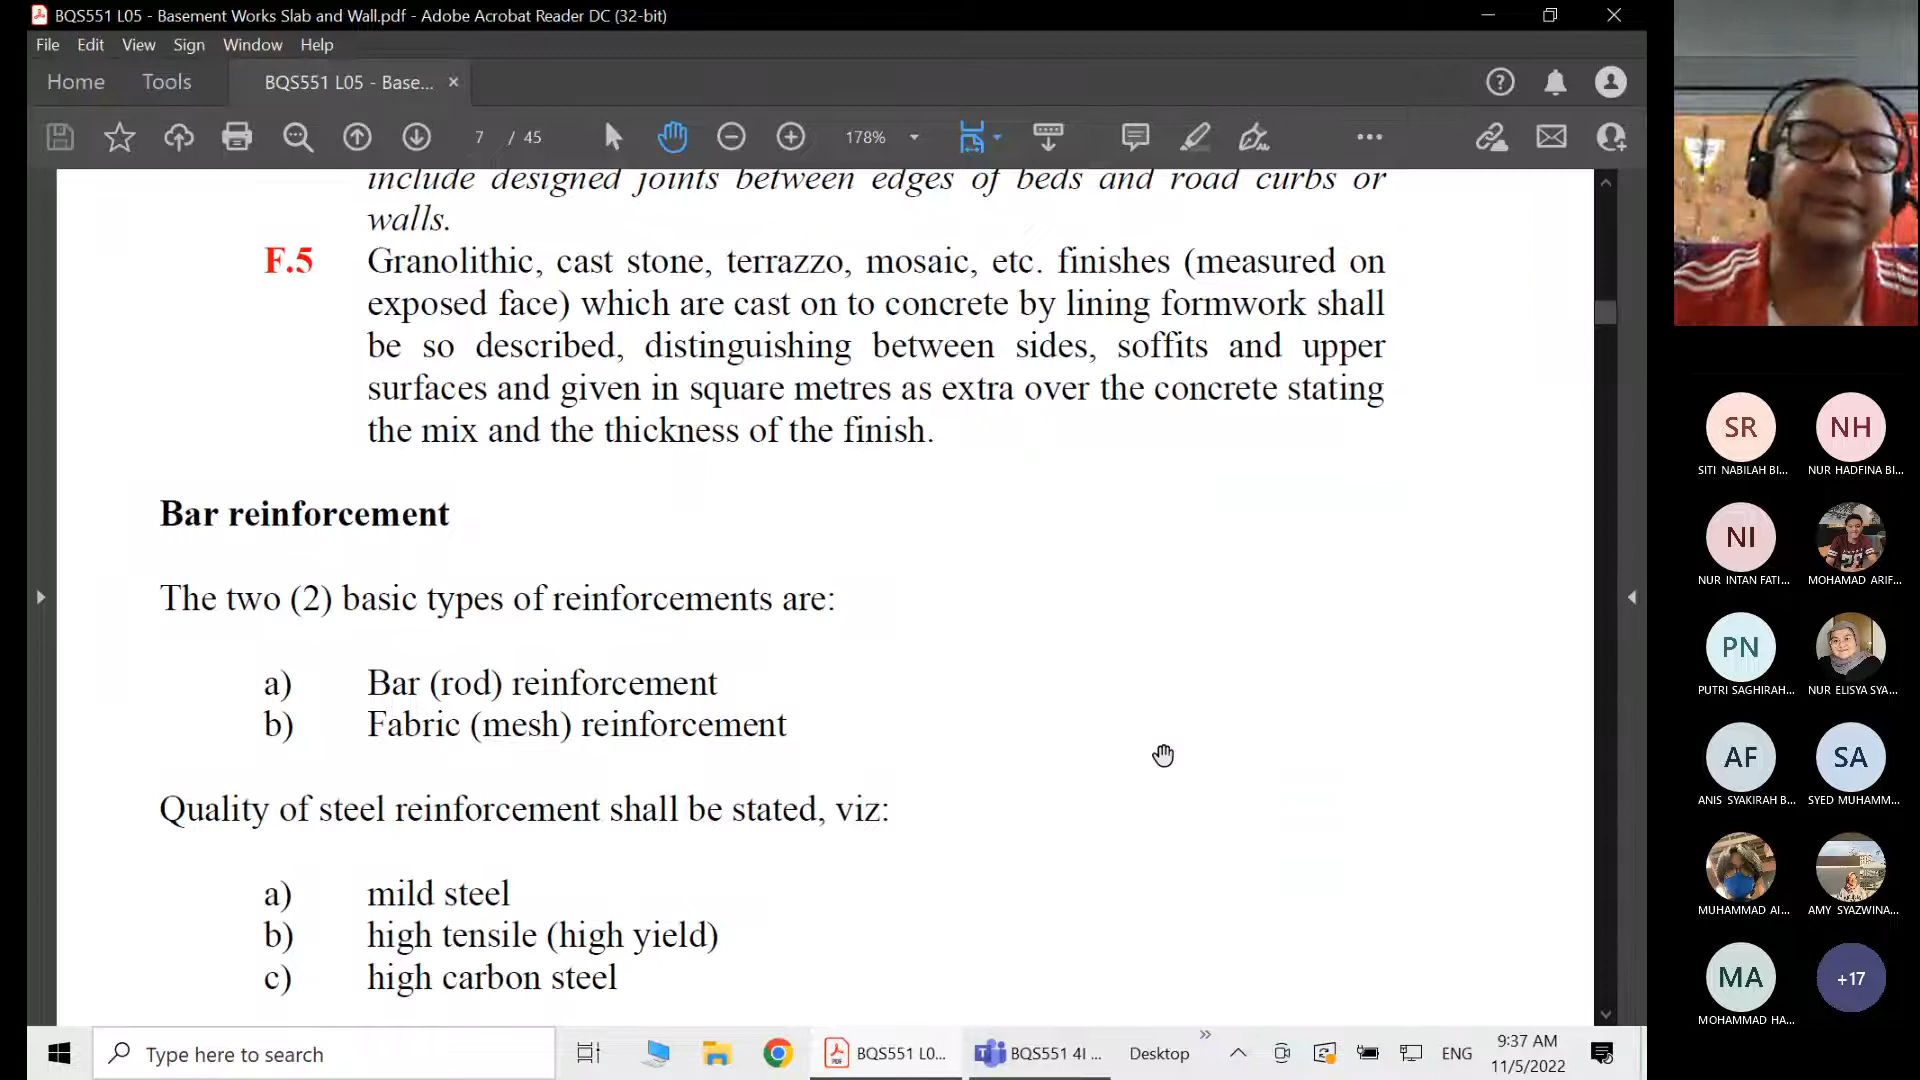 BQS551 L05 - Basement Works Slab and Wall.pdf - Adobe Acrobat Reader DC (32-bit)
File Edit View Sign Window Help
Home Tools BQS551 L05 - Base... ×
7 / 45 178%
include designed joints between edges of beds and road curbs or
walls.
F.5 Granolithic, cast stone, terrazzo, mosaic, etc. finishes (measured on
exposed face) which are cast on to concrete by lining formwork shall
be so described, distinguishing between sides, soffits and upper
surfaces and given in square metres as extra over the concrete stating
the mix and the thickness of the finish.
Bar reinforcement
The two (2) basic types of reinforcements are:
a) Bar (rod) reinforcement
b) Fabric (mesh) reinforcement
Quality of steel reinforcement shall be stated, viz:
a) mild steel
b) high tensile (high yield)
c) high carbon steel
SR NH
SITI NABILAH BI... NUR HADFINA BI...
NI
NUR INTAN FATI... MOHAMAD ARIF...
PN
PUTRI SAGHIRAH... NUR ELISYA SYA...
AF SA
ANIS SYAKIRAH B... SYED MUHAMM...
MUHAMMAD AI... AMY SYAZWINA...
MA +17
MOHAMMAD HA...
Type here to search BQS551 L0... BQS551 4I ... Desktop ENG 9:37 AM
11/5/2022